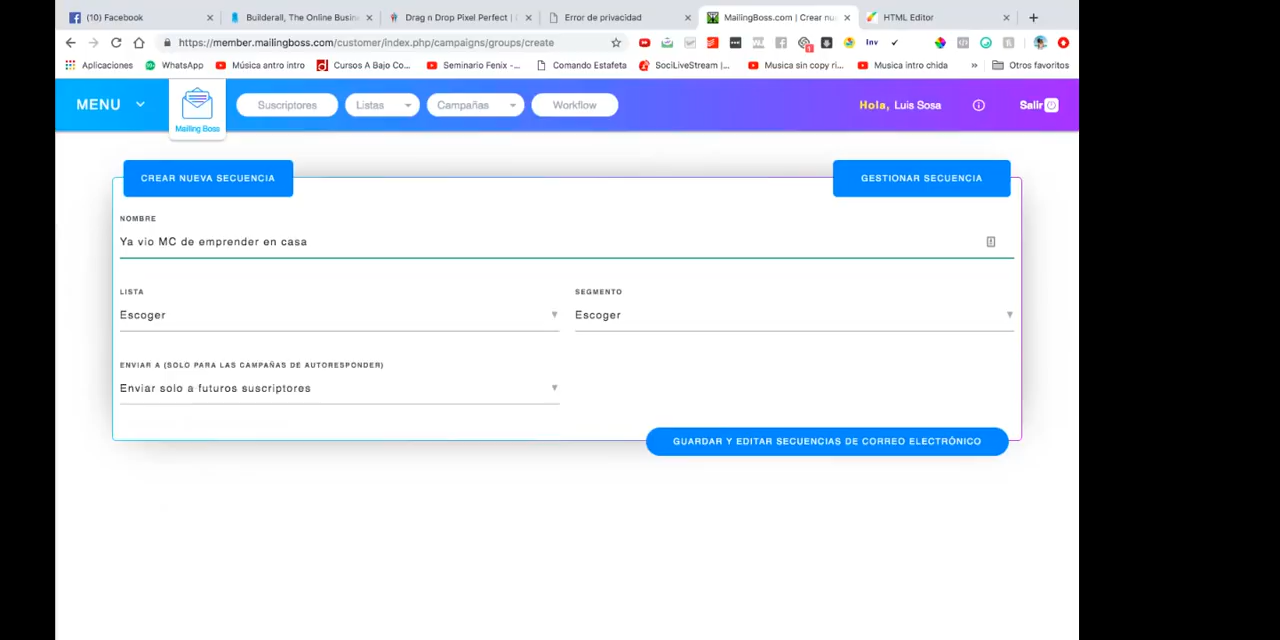 (10) Facebook
Builderall, The Online Busin
Drag n Drop Pixel Perfect |
Error de privacidad
MailingBoss.com | Crear nu
HTML Editor
https://member.mailingboss.com/customer/index.php/campaigns/groups/create
Inv
Aplicaciones
WhatsApp
Música antro intro
Cursos A Bajo Co...
Seminario Fenix -...
Comando Estafeta
SociLiveStream |...
Musica sin copy ri...
Musica intro chida
»
Otros favoritos
MENU
Mailing Boss
Suscriptores
Listas
Campañas
Workflow
Hola, Luis Sosa
Salir
CREAR NUEVA SECUENCIA
GESTIONAR SECUENCIA
NOMBRE
Ya vio MC de emprender en casa
LISTA
SEGMENTO
Escoger
Escoger
ENVIAR A (SOLO PARA LAS CAMPAÑAS DE AUTORESPONDER)
Enviar solo a futuros suscriptores
GUARDAR Y EDITAR SECUENCIAS DE CORREO ELECTRÓNICO